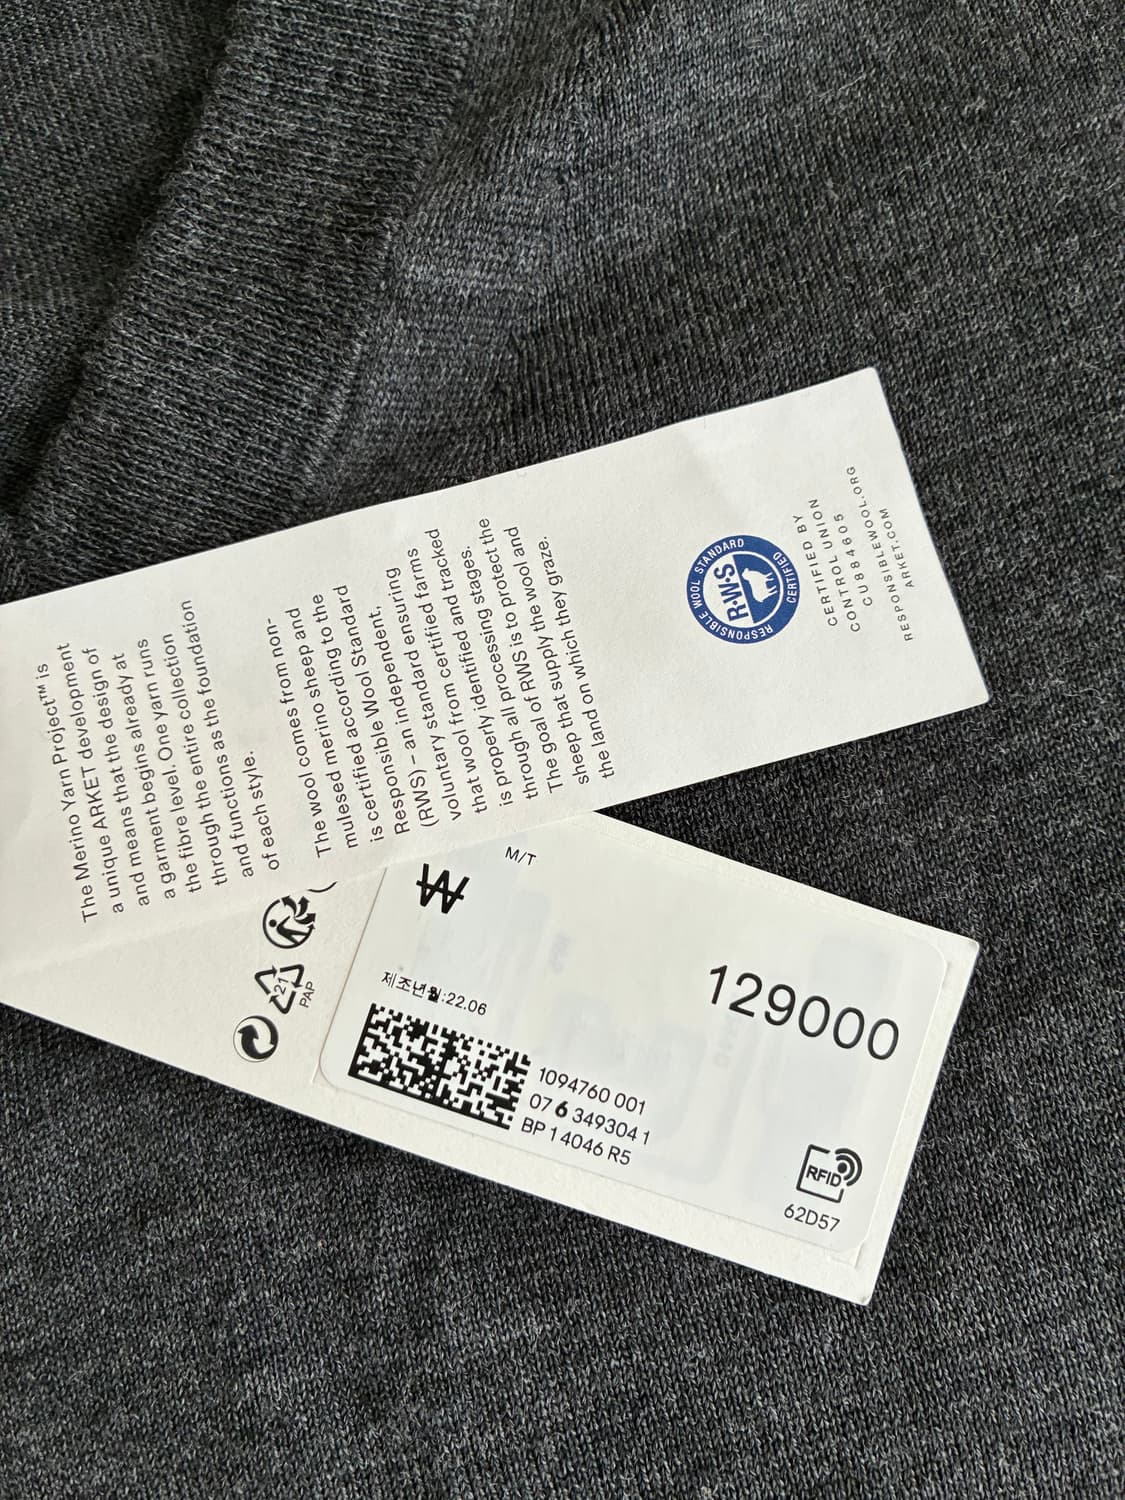 The Merino Yarn Project™ is
a unique ARKET development
and means that the design of
a garment begins already at
the fibre level. One yarn runs
through the entire collection
and functions as the foundation
of each style.
The wool comes from non-
mulesed merino sheep and
is certified according to the
Responsible Wool Standard
(RWS) – an independent,
voluntary standard ensuring
that wool from certified farms
is properly identified and tracked
through all processing stages.
The goal of RWS is to protect the
sheep that supply the wool and
the land on which they graze.
RESPONSIBLE WOOL STANDARD
R·W·S
CERTIFIED
CERTIFIED BY
CONTROL UNION
CU884605
RESPONSIBLEWOOL.ORG
ARKET.COM
21
PAP
M/T
₩
129000
제조년월:22.06
1094760 001
07 6 349304 1
BP 1 4046 R5
RFID
62D57